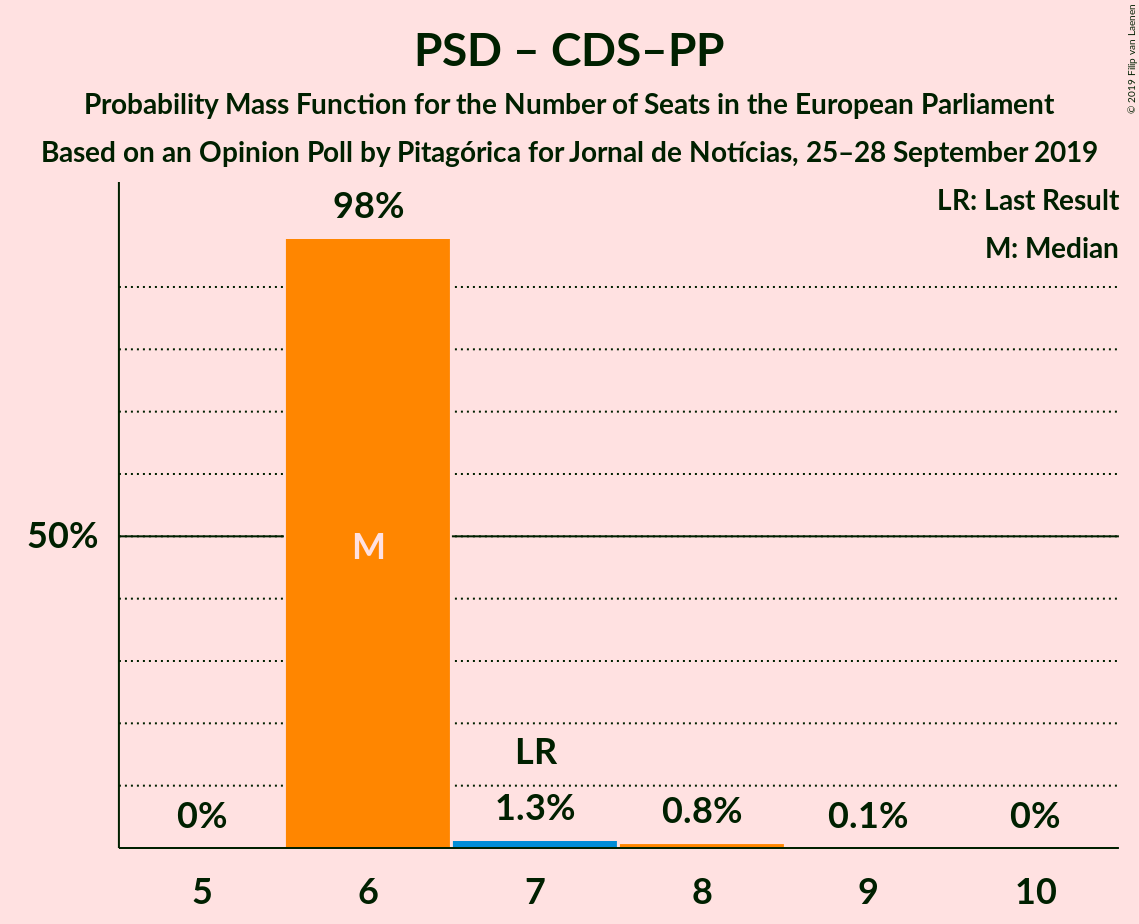 PSD – CDS–PP
Probability Mass Function for the Number of Seats in the European Parliament
Based on an Opinion Poll by Pitagórica for Jornal de Notícias, 25–28 September 2019
© 2019 Filip van Laenen
LR: Last Result
M: Median
98%
50%
M
LR
0%
1.3%
0.8%
0.1%
0%
5 6 7 8 9 10